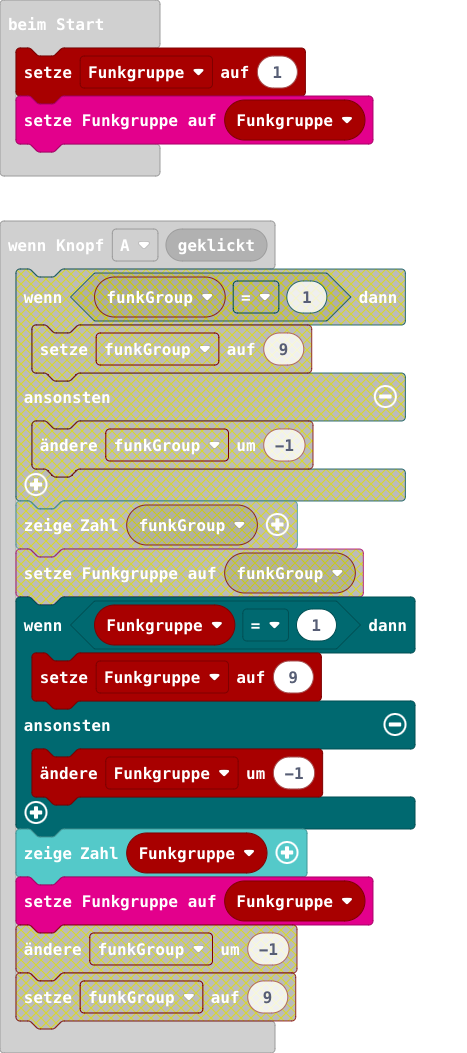 beim Start
setze Funkgruppe auf 1
setze Funkgruppe auf Funkgruppe
wenn Knopf A geklickt
wenn funkGroup = 1 dann
setze funkGroup auf 9
ansonsten
ändere funkGroup um -1
zeige Zahl funkGroup
setze Funkgruppe auf funkGroup
wenn Funkgruppe = 1 dann
setze Funkgruppe auf 9
ansonsten
ändere Funkgruppe um -1
zeige Zahl Funkgruppe
setze Funkgruppe auf Funkgruppe
ändere funkGroup um -1
setze funkGroup auf 9